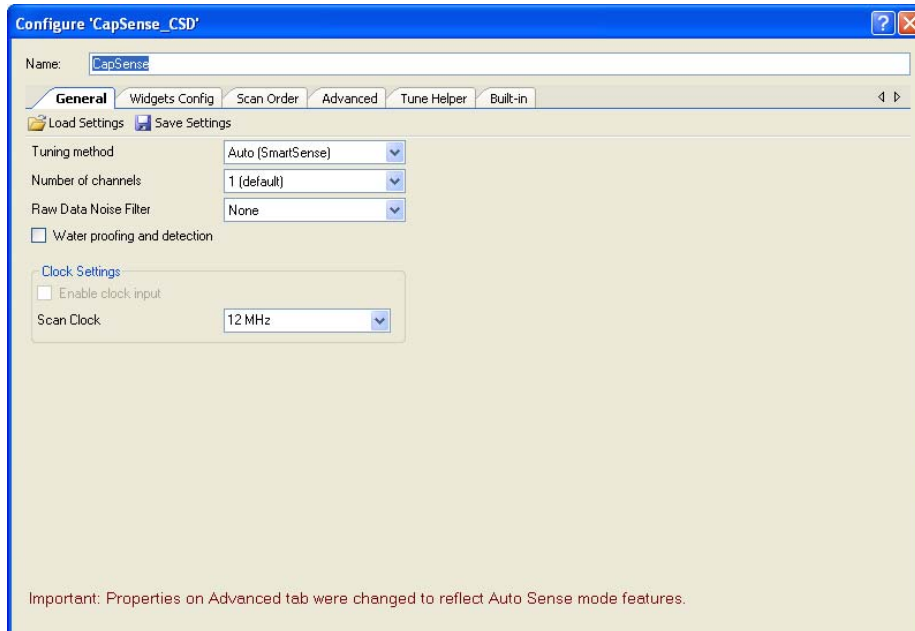 Configure 'CapSense_CSD'
Name: CapSense
General Widgets Config Scan Order Advanced Tune Helper Built-in
Load Settings Save Settings
Tuning method Auto (SmartSense)
Number of channels 1 (default)
Raw Data Noise Filter None
Water proofing and detection
Clock Settings
Enable clock input
Scan Clock 12 MHz
Important: Properties on Advanced tab were changed to reflect Auto Sense mode features.